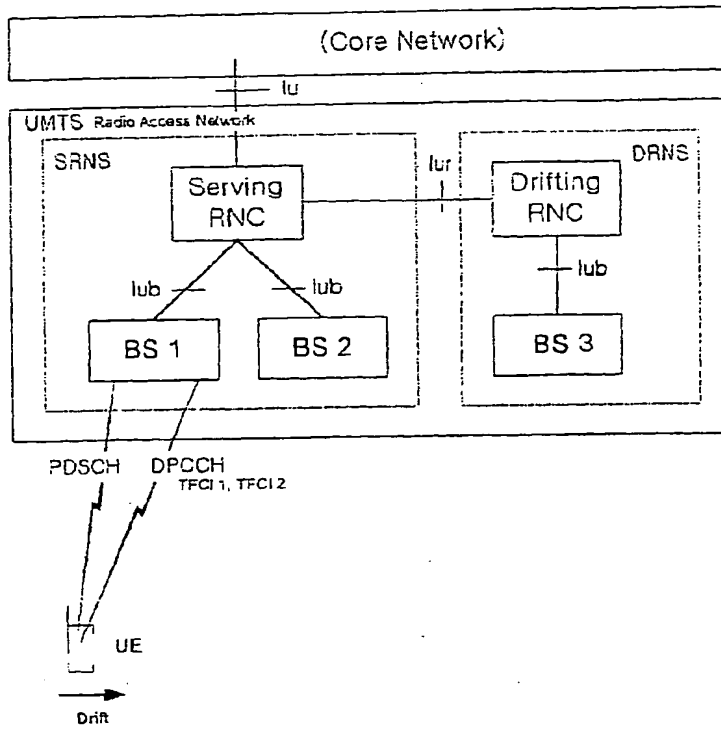 (Core Network)
Iu
UMTS Radio Access Network
SRNS
DRNS
Serving
RNC
Iur
Drifting
RNC
Iub
Iub
Iub
BS 1
BS 2
BS 3
PDSCH
DPCCH
TFCI 1, TFCI 2
UE
Drift